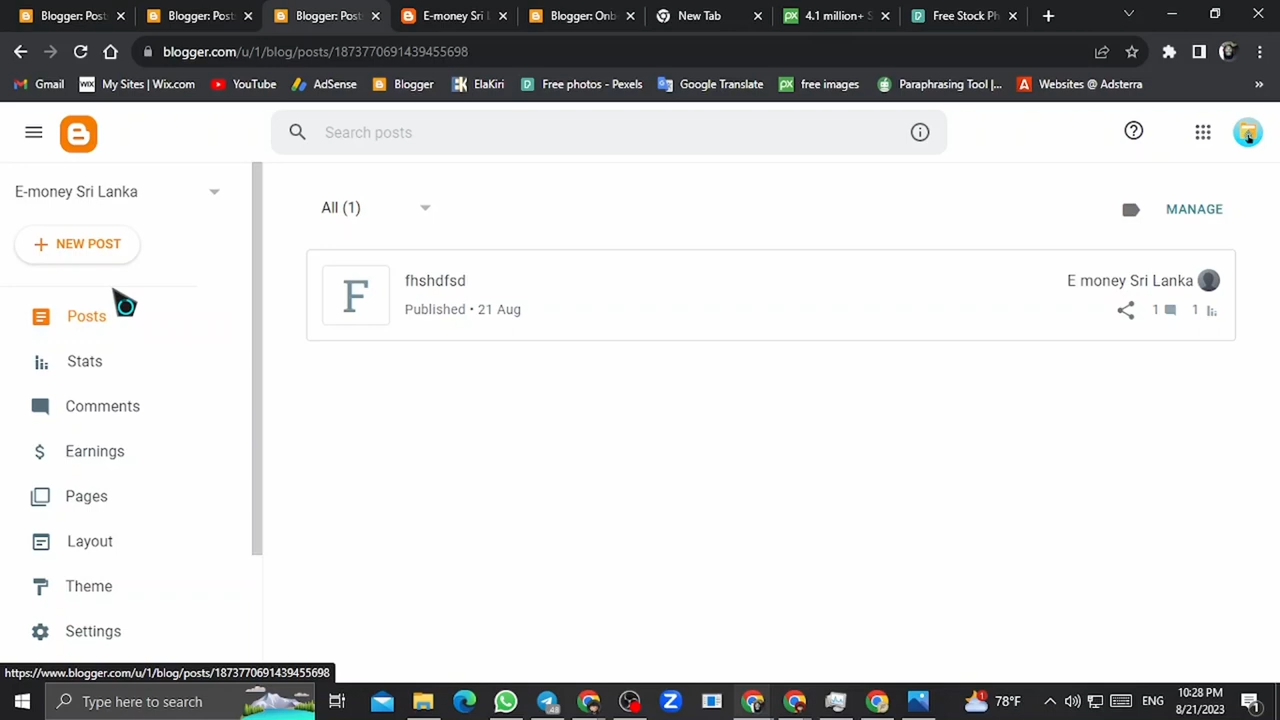 Blogger: Post
Blogger: Posts
Blogger: Post
E-money Sri L
Blogger: Onb
New Tab
4.1 million+ S
Free Stock Ph
blogger.com/u/1/blog/posts/1873770691439455698
Gmail
My Sites | Wix.com
YouTube
AdSense
Blogger
ElaKiri
Free photos - Pexels
Google Translate
free images
Paraphrasing Tool |...
Websites @ Adsterra
»
Search posts
E-money Sri Lanka
All (1)
MANAGE
+ NEW POST
F
fhshdfsd
E money Sri Lanka
Published • 21 Aug
1
1
Posts
Stats
Comments
$ Earnings
Pages
Layout
Theme
Settings
https://www.blogger.com/u/1/blog/posts/1873770691439455698
Type here to search
48
1
78°F
ENG
10:28 PM
8/21/2023
1